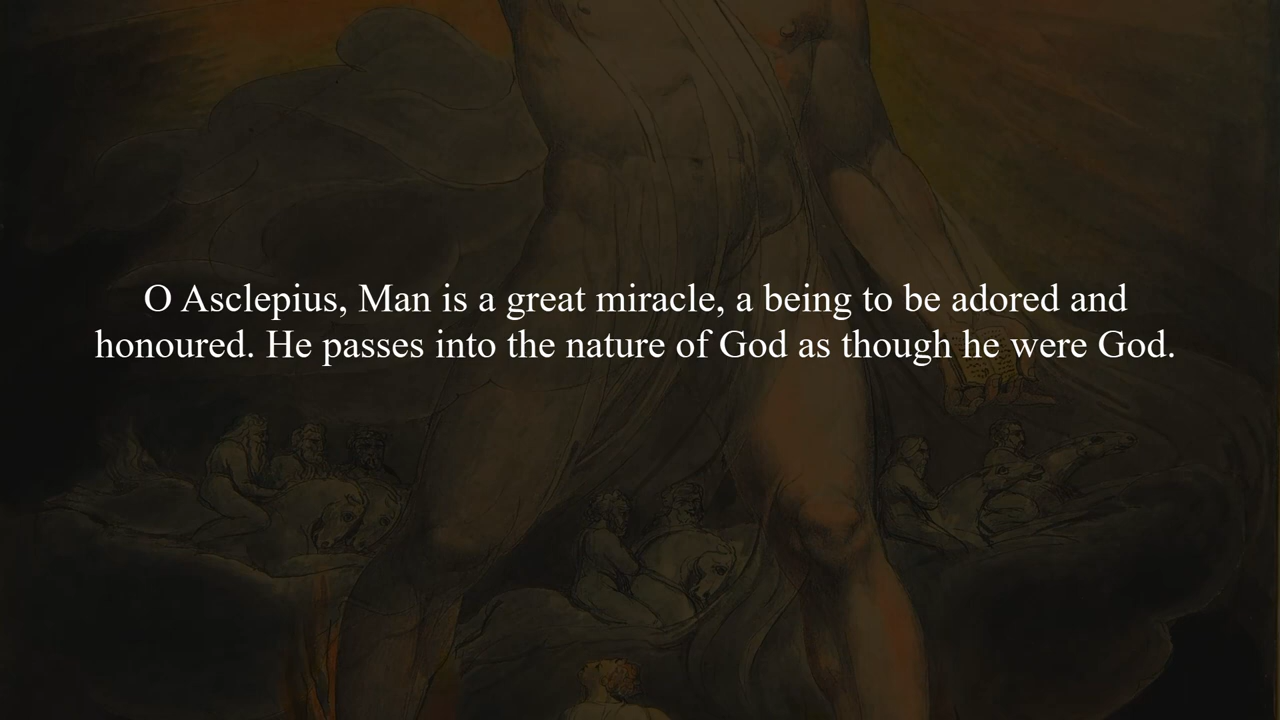 O Asclepius, Man is a great miracle, a being to be adored and
honoured. He passes into the nature of God as though he were God.